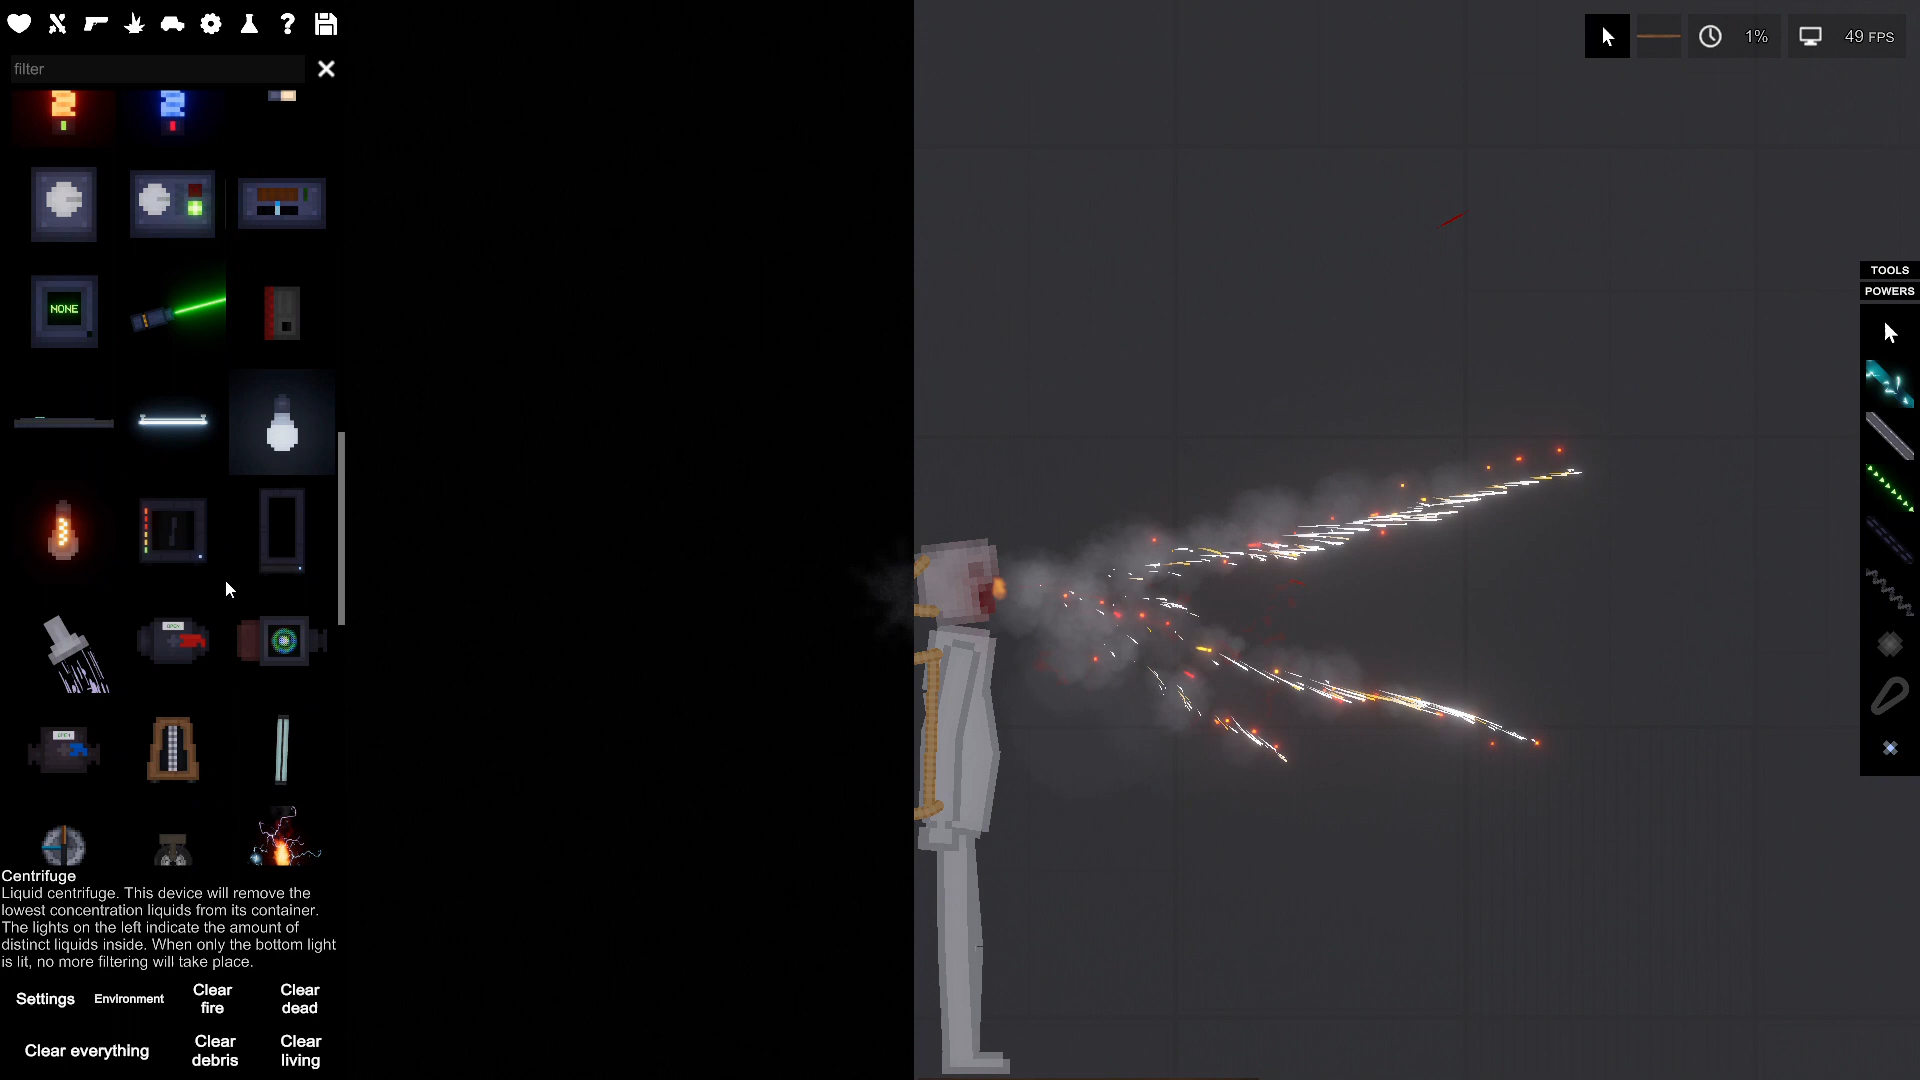 filter
1%
49 FPS
TOOLS
POWERS
NONE
OPEN
OPEN
Centrifuge
Liquid centrifuge. This device will remove the
lowest concentration liquids from its container.
The lights on the left indicate the amount of
distinct liquids inside. When only the bottom light
is lit, no more filtering will take place.
Settings
Environment
Clear
fire
Clear
dead
Clear everything
Clear
debris
Clear
living